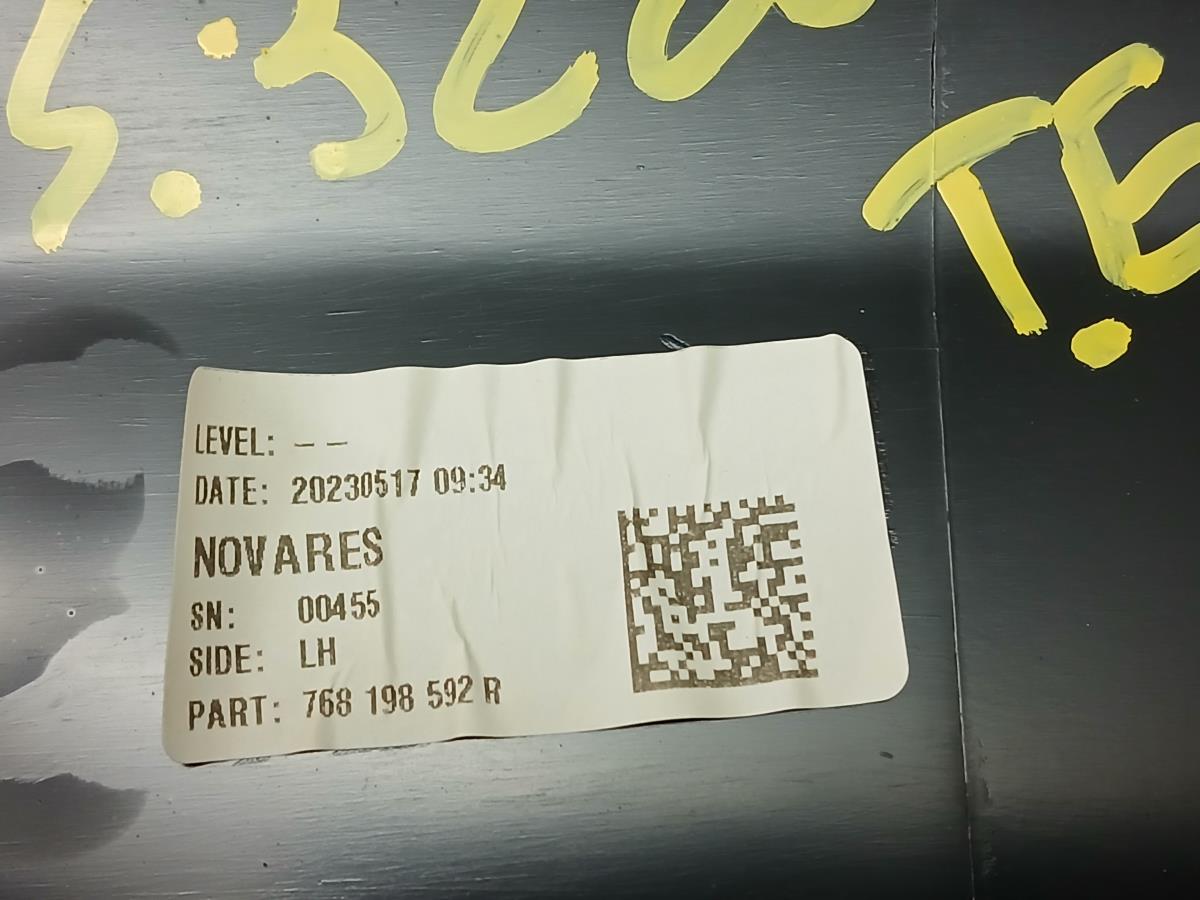 LEVEL: – –
DATE: 20230517 09:34
NOVARES
SN: 00455
SIDE: LH
PART: 768 198 592 R